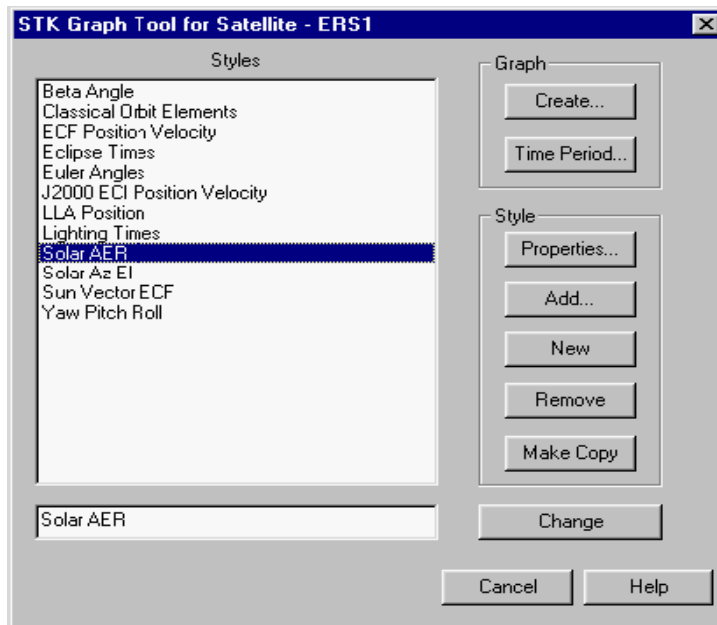 STK Graph Tool for Satellite - ERS1
Styles
Beta Angle
Classical Orbit Elements
ECF Position Velocity
Eclipse Times
Euler Angles
J2000 ECI Position Velocity
LLA Position
Lighting Times
Solar AER
Solar Az El
Sun Vector ECF
Yaw Pitch Roll
Solar AER
Graph
Create...
Time Period...
Style
Properties...
Add...
New
Remove
Make Copy
Change
Cancel
Help